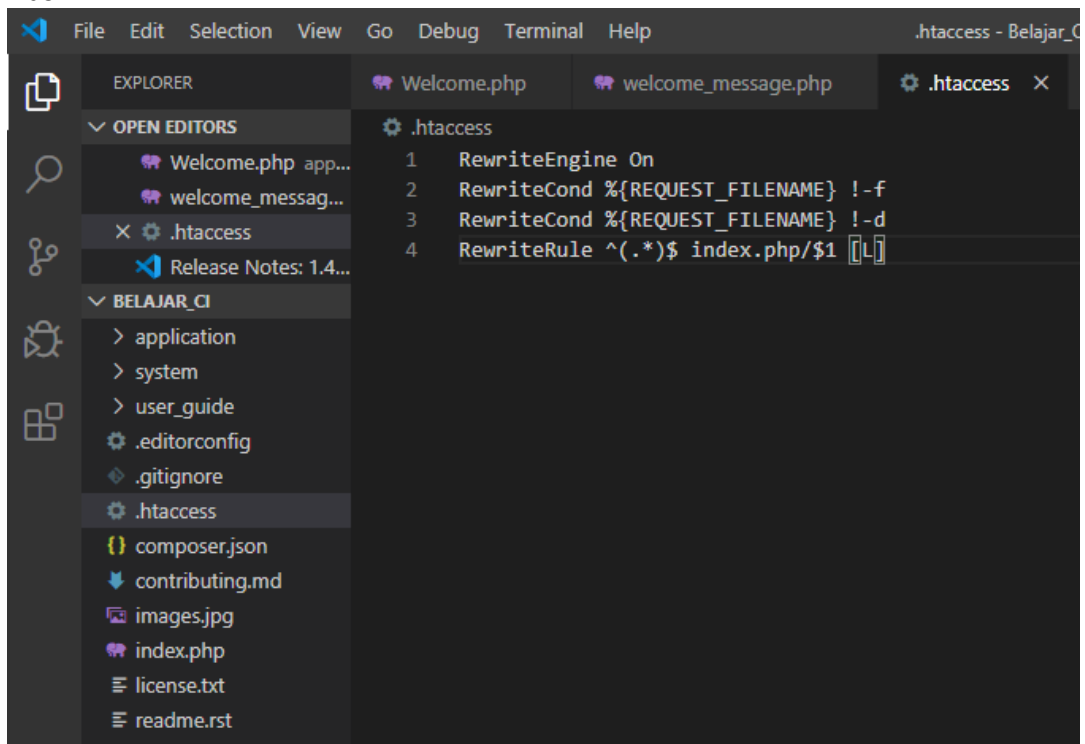 File Edit Selection View Go Debug Terminal Help .htaccess - Belajar_C
EXPLORER
Welcome.php welcome_message.php .htaccess
OPEN EDITORS
Welcome.php app...
welcome_messag...
.htaccess
Release Notes: 1.4...
BELAJAR_CI
application
system
user_guide
.editorconfig
.gitignore
.htaccess
{} composer.json
contributing.md
images.jpg
index.php
license.txt
readme.rst
.htaccess
1 RewriteEngine On
2 RewriteCond %{REQUEST_FILENAME} !-f
3 RewriteCond %{REQUEST_FILENAME} !-d
4 RewriteRule ^(.*)$ index.php/$1 [L]